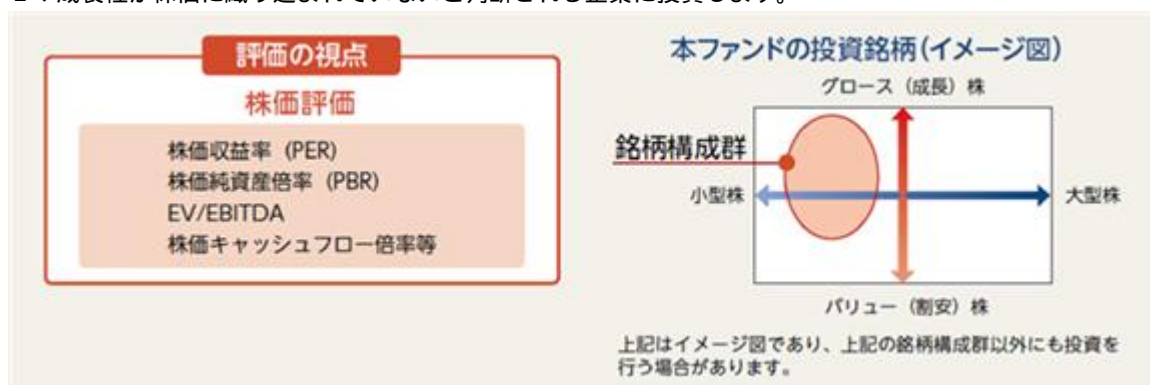 評価の視点
株価評価
株価収益率（PER）
株価純資産倍率（PBR）
EV/EBITDA
株価キャッシュフロー倍率等
本ファンドの投資銘柄(イメージ図)
グロース（成長）株
銘柄構成群
小型株
大型株
バリュー（割安）株
上記はイメージ図であり、上記の銘柄構成群以外にも投資を
行う場合があります。